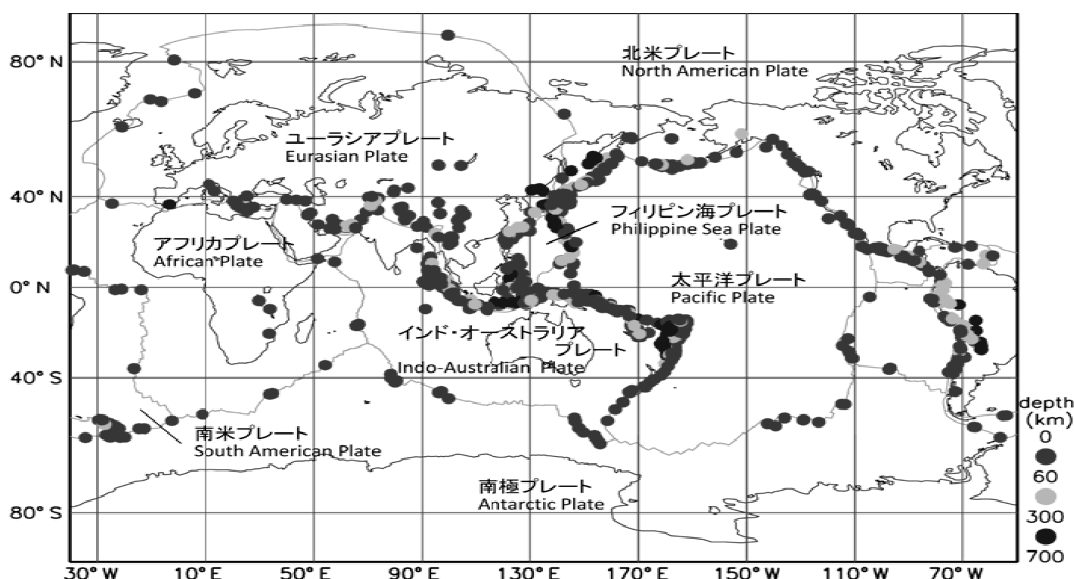 80° N
北米プレート
North American Plate
ユーラシアプレート
Eurasian Plate
40° N
フィリピン海プレート
Philippine Sea Plate
アフリカプレート
African Plate
太平洋プレート
Pacific Plate
0° N
インド・オーストラリア
プレート
Indo-Australian Plate
40° S
南米プレート
South American Plate
南極プレート
Antarctic Plate
80° S
30° W 10° E 50° E 90° E 130° E 170° E 150° W 110° W 70° W
depth
(km)
0
60
300
700